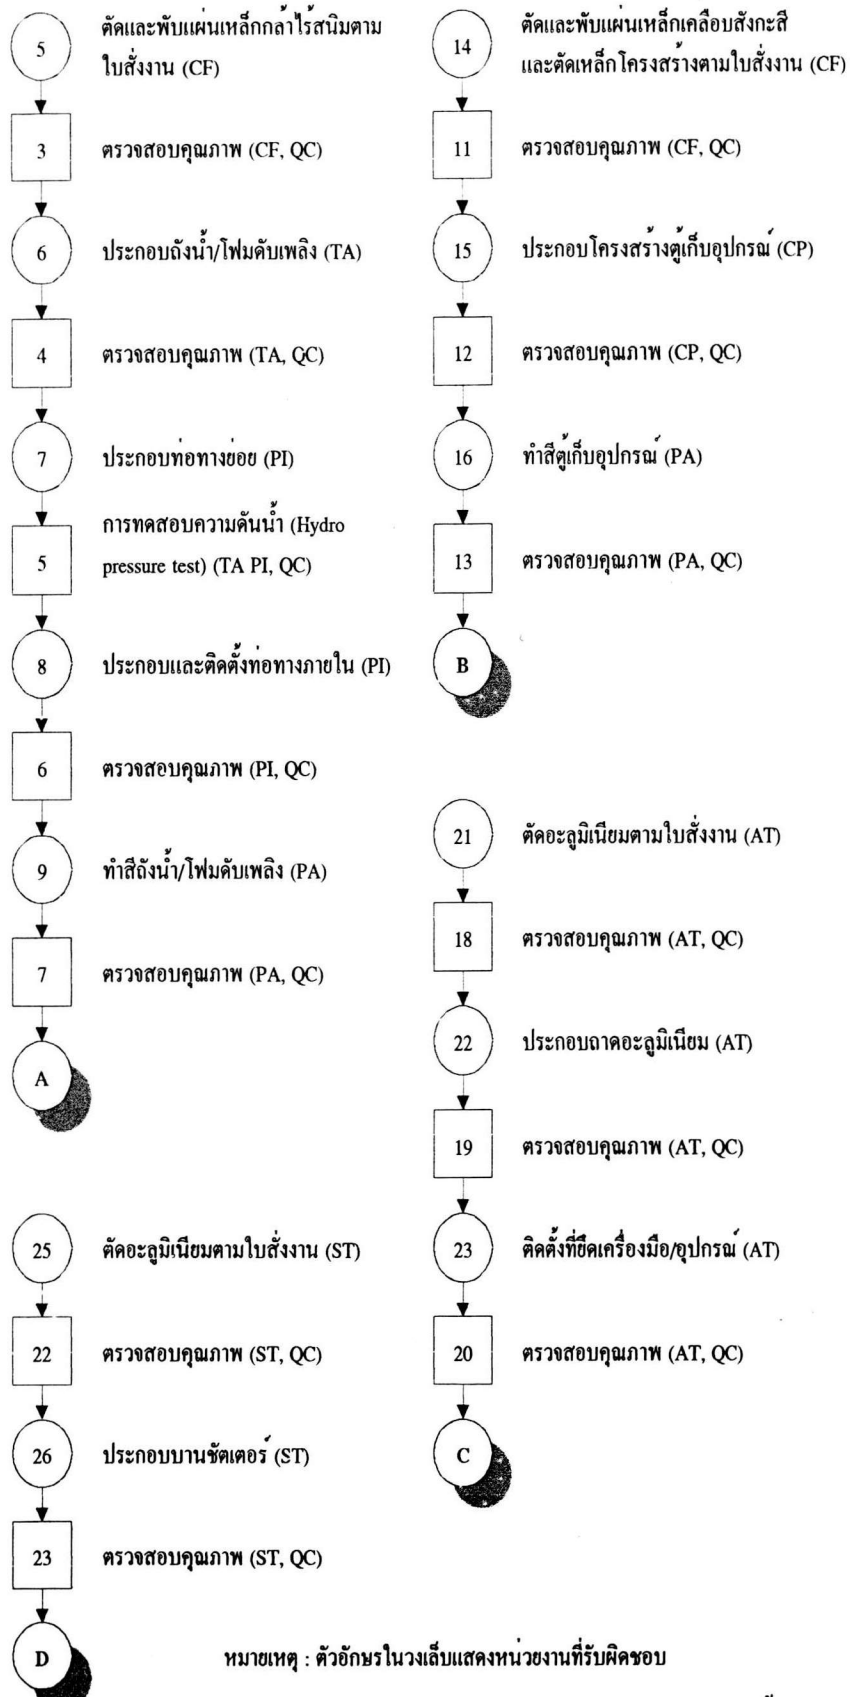 5
ตัดและพับแผ่นเหล็กกล้าไร้สนิมตาม
ใบสั่งงาน (CF)
3
ตรวจสอบคุณภาพ (CF, QC)
6
ประกอบถังน้ำ/โฟมดับเพลิง (TA)
4
ตรวจสอบคุณภาพ (TA, QC)
7
ประกอบท่อทางย่อย (PI)
5
การทดสอบความดันน้ำ (Hydro
pressure test) (TA PI, QC)
8
ประกอบและติดตั้งท่อทางภายใน (PI)
6
ตรวจสอบคุณภาพ (PI, QC)
9
ทำสีถังน้ำ/โฟมดับเพลิง (PA)
7
ตรวจสอบคุณภาพ (PA, QC)
A
14
ตัดและพับแผ่นเหล็กเคลือบสังกะสี
และตัดเหล็กโครงสร้างตามใบสั่งงาน (CF)
11
ตรวจสอบคุณภาพ (CF, QC)
15
ประกอบโครงสร้างตู้เก็บอุปกรณ์ (CP)
12
ตรวจสอบคุณภาพ (CP, QC)
16
ทำสีตู้เก็บอุปกรณ์ (PA)
13
ตรวจสอบคุณภาพ (PA, QC)
B
21
ตัดอะลูมิเนียมตามใบสั่งงาน (AT)
18
ตรวจสอบคุณภาพ (AT, QC)
22
ประกอบถาดอะลูมิเนียม (AT)
19
ตรวจสอบคุณภาพ (AT, QC)
23
ติดตั้งที่ยึดเครื่องมือ/อุปกรณ์ (AT)
20
ตรวจสอบคุณภาพ (AT, QC)
C
25
ตัดอะลูมิเนียมตามใบสั่งงาน (ST)
22
ตรวจสอบคุณภาพ (ST, QC)
26
ประกอบบานชัตเตอร์ (ST)
23
ตรวจสอบคุณภาพ (ST, QC)
D
หมายเหตุ : ตัวอักษรในวงเล็บแสดงหน่วยงานที่รับผิดชอบ